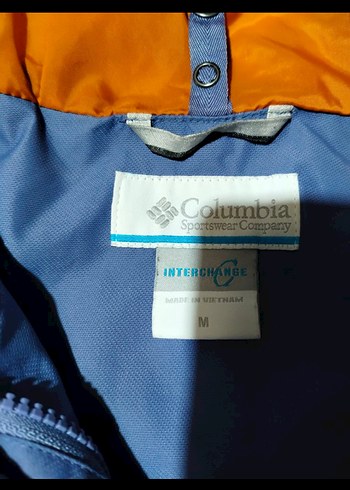 Columbia
Sportswear Company
INTERCHANGE
MADE IN VIETNAM
M